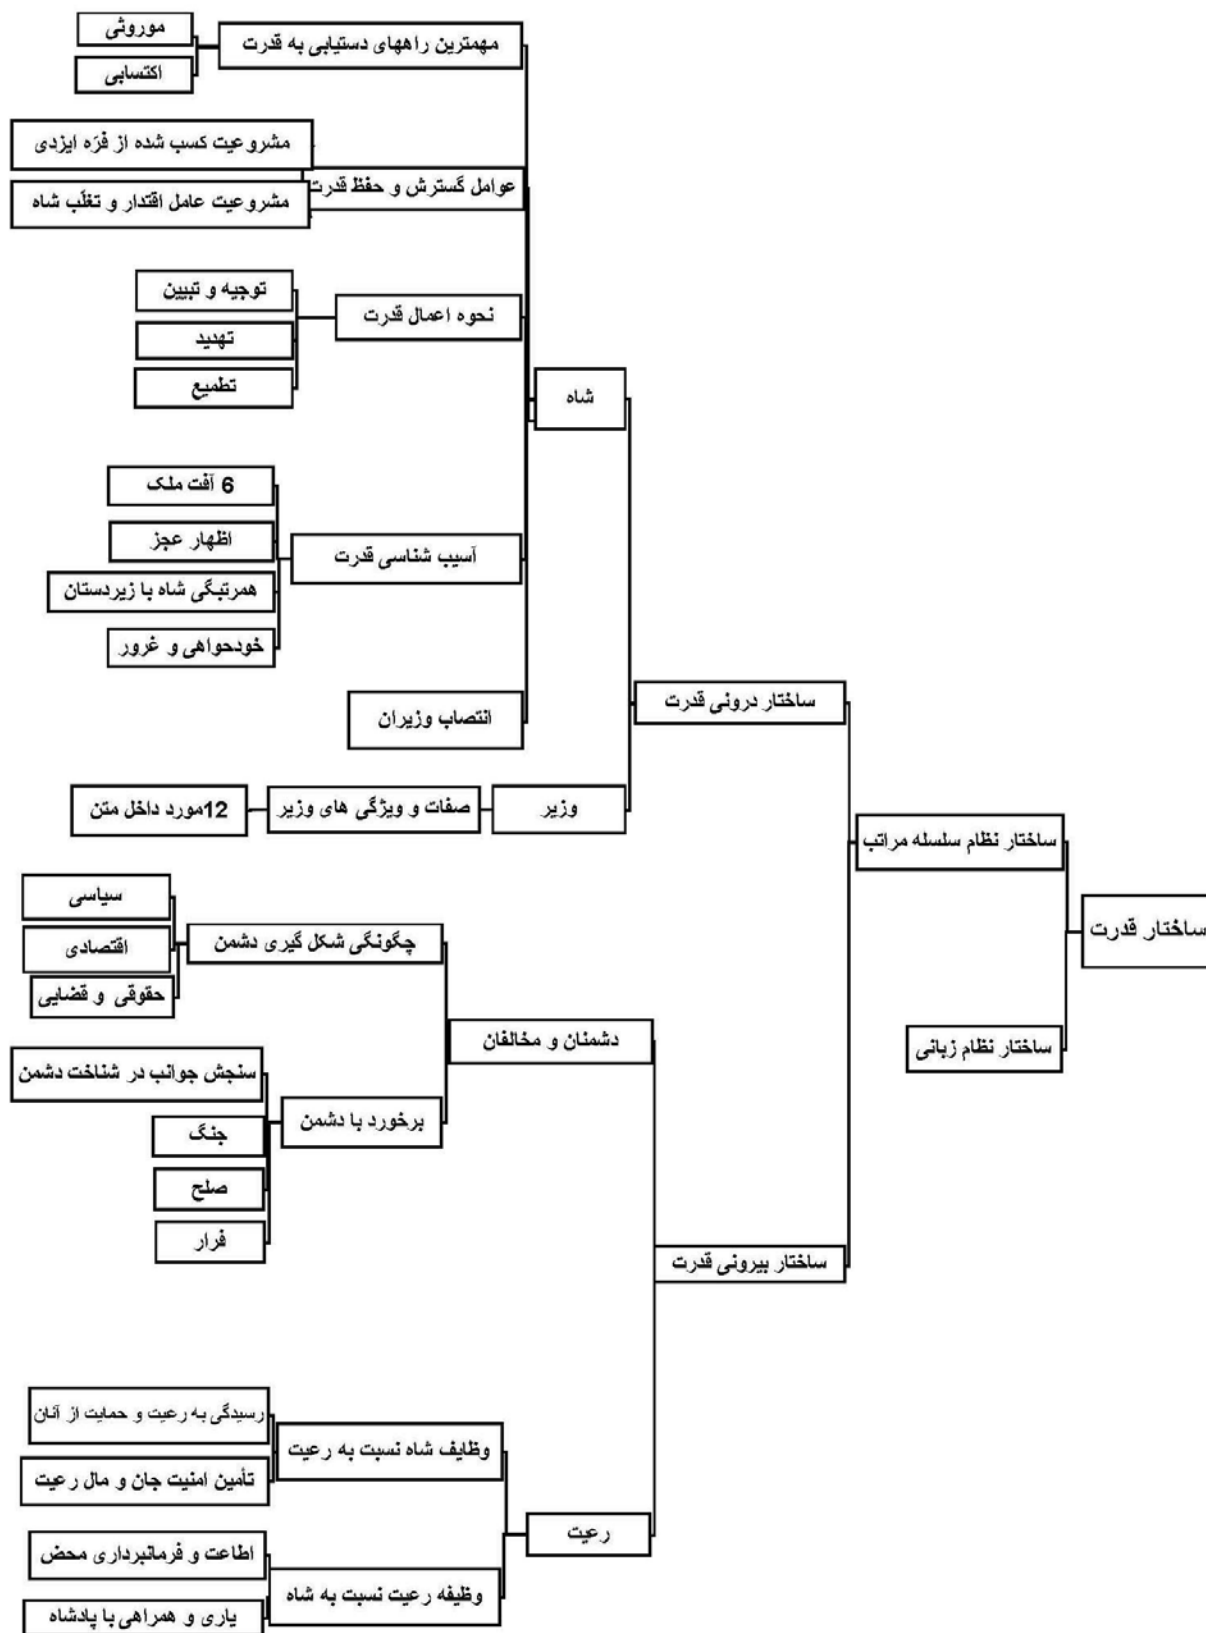 مهمترین راههای دستیابی به قدرت
موروثی
اکتسابی
مشروعیت کسب شده از فرّه ایزدی
عوامل گسترش و حفظ قدرت
مشروعیت عامل اقتدار و تغلّب شاه
توجیه و تبیین
نحوه اعمال قدرت
تهدید
تطمیع
شاه
6 آفت ملک
اظهار عجز
آسیب شناسی قدرت
همرتبگی شاه با زیردستان
خودحواهی و غرور
انتصاب وزیران
ساختار درونی قدرت
وزیر
صفات و ویژگی های وزیر
12مورد داخل متن
ساختار نظام سلسله مراتب
ساختار قدرت
سیاسی
چگونگی شکل گیری دشمن
اقتصادی
حقوقی و قضایی
دشمنان و مخالفان
ساختار نظام زبانی
سنجش جوانب در شناخت دشمن
برخورد با دشمن
جنگ
صلح
فرار
ساختار بیرونی قدرت
رسیدگی به رعیت و حمایت از آنان
وظایف شاه نسبت به رعیت
تأمین امنیت جان و مال رعیت
رعیت
اطاعت و فرمانبرداری محض
وظیفه رعیت نسبت به شاه
یاری و همراهی با پادشاه